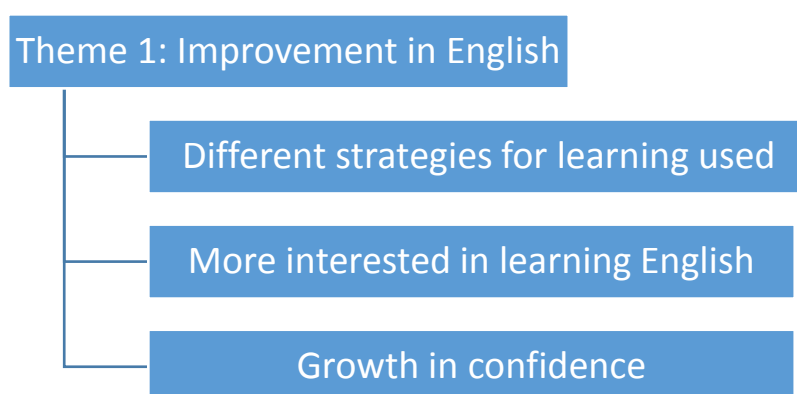 Theme 1: Improvement in English
Different strategies for learning used
More interested in learning English
Growth in confidence